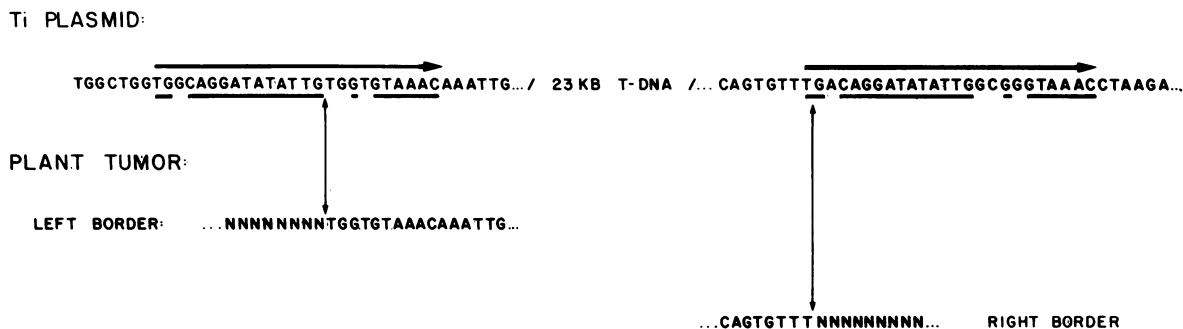 Ti PLASMID:
TGGCTGGTGGCAGGATATATTGTGGTGTAAACAAATTG.../ 23 KB T-DNA /...CAGTGTTTGACAGGATATATTGGCGGGTAAACCTAAGA...
PLANT TUMOR:
LEFT BORDER: ...NNNNNNNNTGGTGTAAACAAATTG...
...CAGTGTTTNNNNNNNNN... RIGHT BORDER